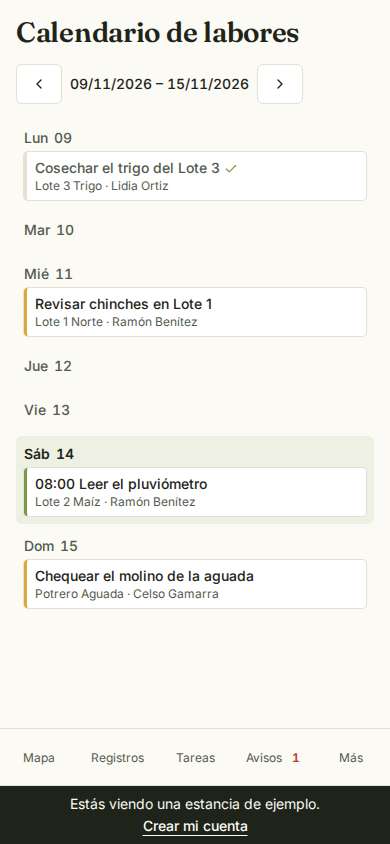 Calendario de labores
09/11/2026 – 15/11/2026
Lun 09
Cosechar el trigo del Lote 3 ✓
Lote 3 Trigo · Lidia Ortiz
Mar 10
Mié 11
Revisar chinches en Lote 1
Lote 1 Norte · Ramón Benítez
Jue 12
Vie 13
Sáb 14
08:00 Leer el pluviómetro
Lote 2 Maíz · Ramón Benítez
Dom 15
Chequear el molino de la aguada
Potrero Aguada · Celso Gamarra
Mapa Registros Tareas Avisos 1 Más
Estás viendo una estancia de ejemplo.
Crear mi cuenta